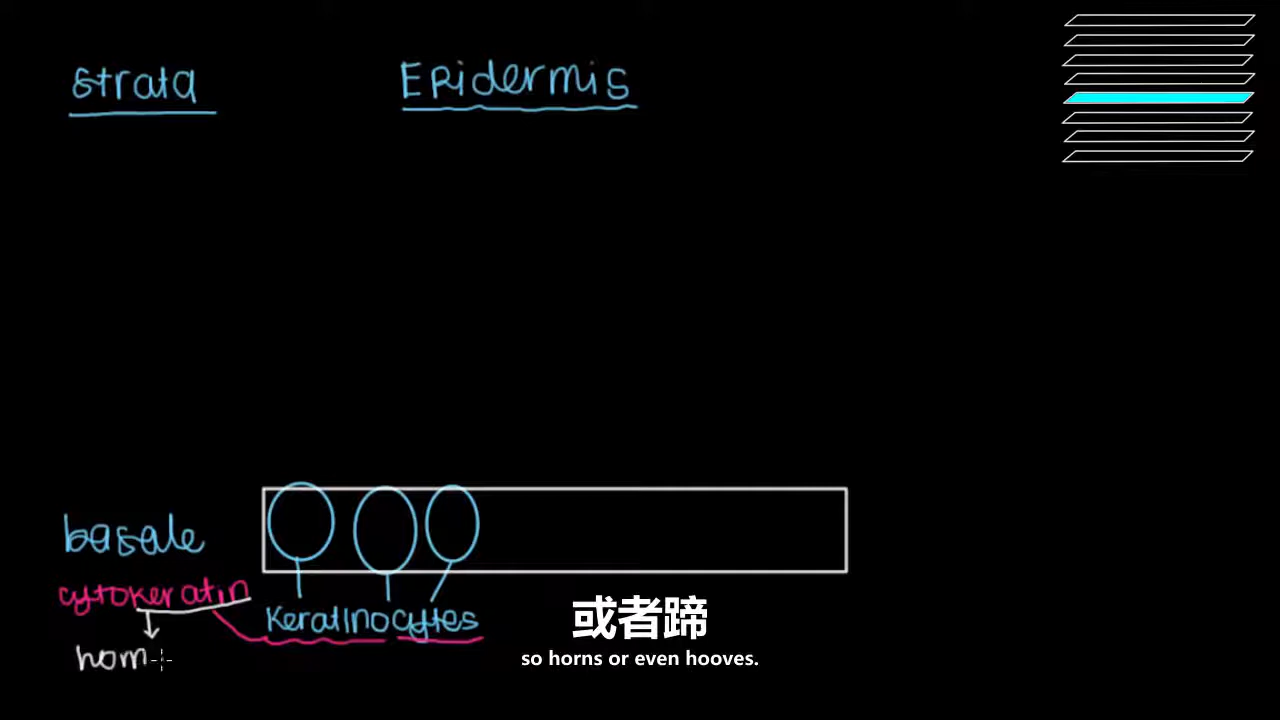 strata
Epidermis
basale
cytokeratin
Keratinocytes
horn
或者蹄
so horns or even hooves.